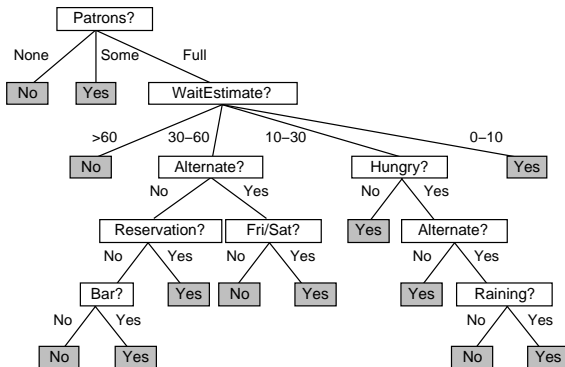 Patrons?
None Some Full
No Yes WaitEstimate?
>60 30–60 10–30 0–10
No Alternate? Hungry? Yes
No Yes No Yes
Reservation? Fri/Sat? Yes Alternate?
No Yes No Yes No Yes
Bar? Yes No Yes Yes Raining?
No Yes No Yes
No Yes No Yes